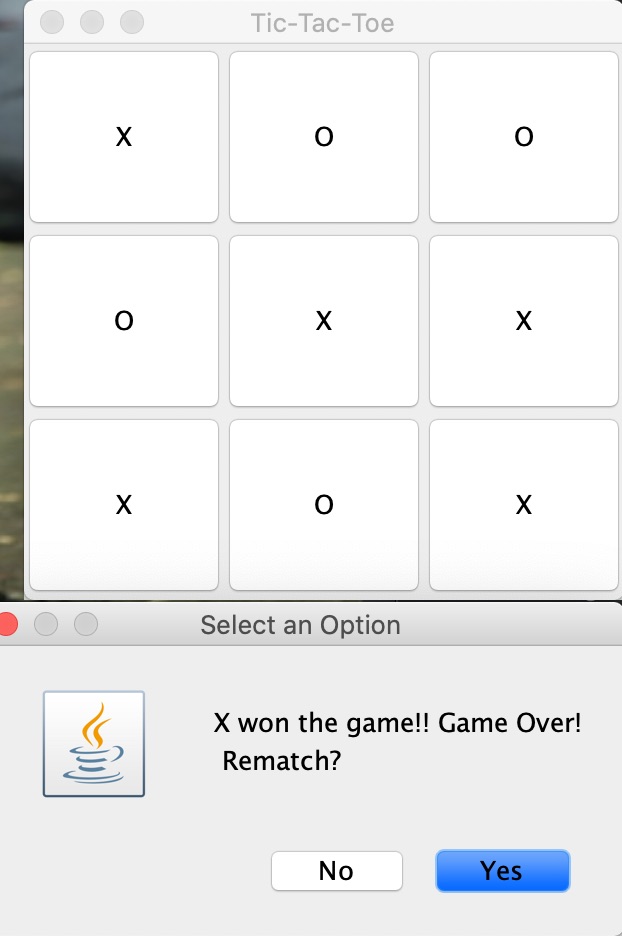 Tic-Tac-Toe
X O O
O X X
X O X
Select an Option
X won the game!! Game Over!
Rematch?
No Yes